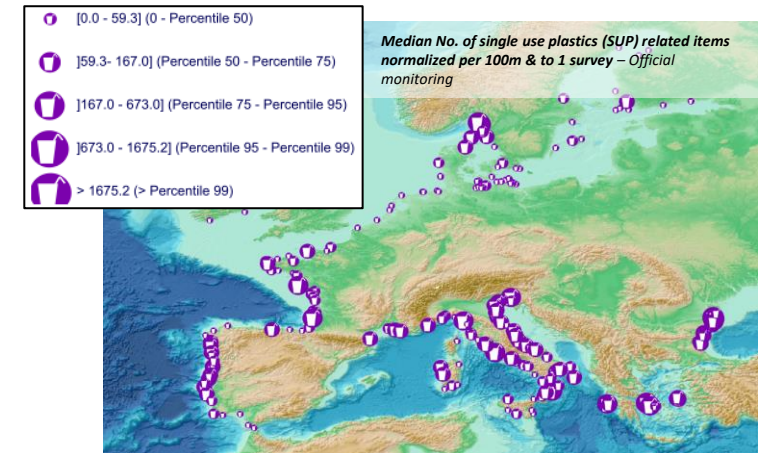 [0.0 - 59.3] (0 - Percentile 50)
]59.3- 167.0] (Percentile 50 - Percentile 75)
]167.0 - 673.0] (Percentile 75 - Percentile 95)
]673.0 - 1675.2] (Percentile 95 - Percentile 99)
> 1675.2 (> Percentile 99)
Median No. of single use plastics (SUP) related items
normalized per 100m & to 1 survey – Official
monitoring